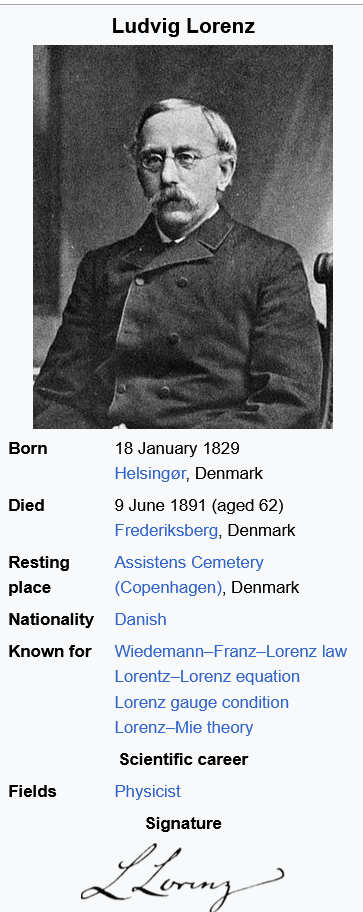 Ludvig Lorenz
Born 18 January 1829
Helsingør, Denmark
Died 9 June 1891 (aged 62)
Frederiksberg, Denmark
Resting Assistens Cemetery
place (Copenhagen), Denmark
Nationality Danish
Known for Wiedemann–Franz–Lorenz law
Lorentz–Lorenz equation
Lorenz gauge condition
Lorenz–Mie theory
Scientific career
Fields Physicist
Signature
L Lorenz